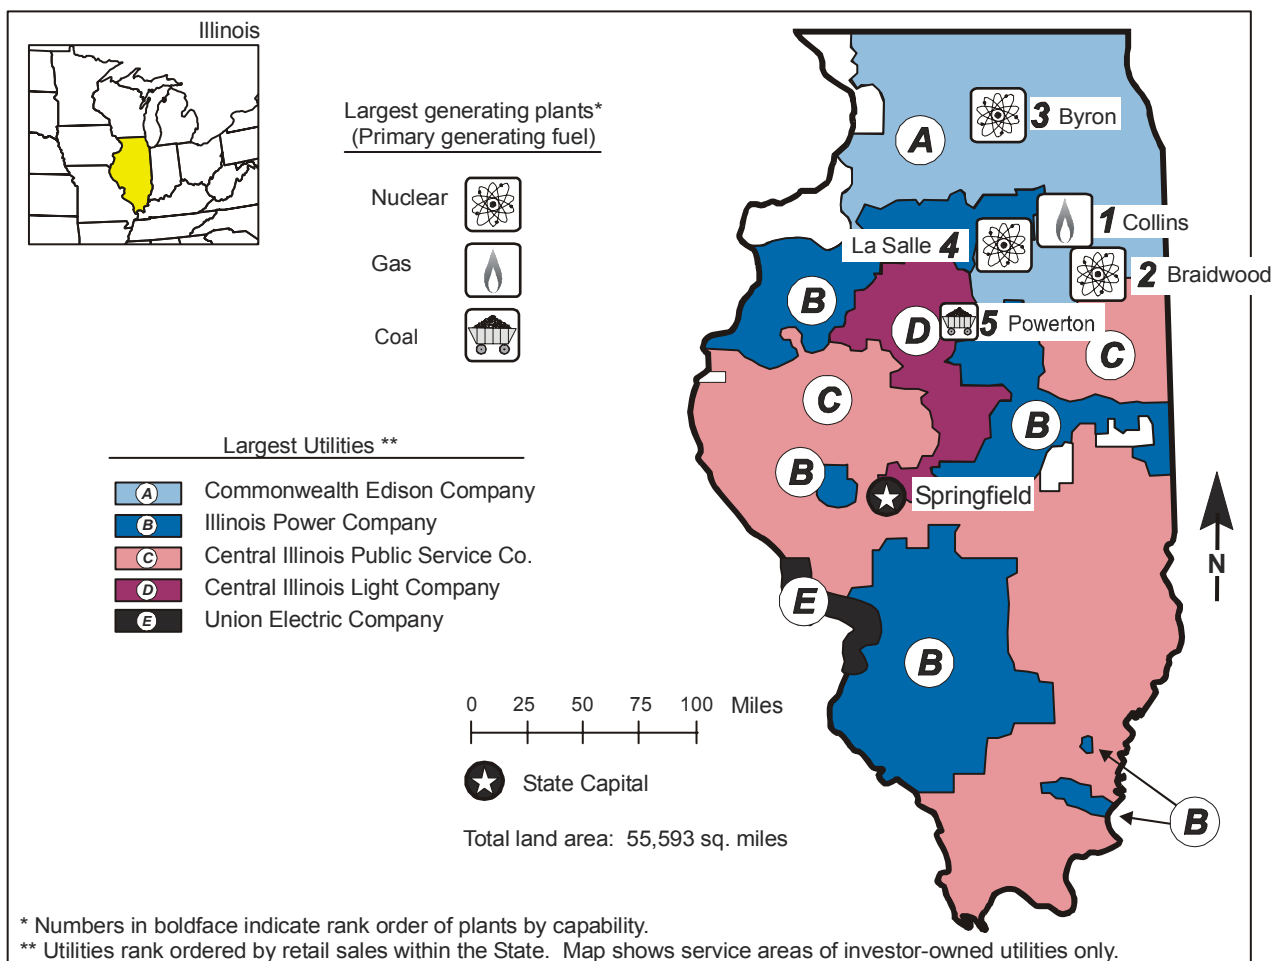 Illinois
Largest generating plants*
(Primary generating fuel)
Nuclear
Gas
Coal
Largest Utilities **
A Commonwealth Edison Company
B Illinois Power Company
C Central Illinois Public Service Co.
D Central Illinois Light Company
E Union Electric Company
0 25 50 75 100 Miles
State Capital
Total land area: 55,593 sq. miles
A
3 Byron
1 Collins
La Salle 4
2 Braidwood
B
D
5 Powerton
C
C
B
B
Springfield
N
E
B
B
* Numbers in boldface indicate rank order of plants by capability.
** Utilities rank ordered by retail sales within the State. Map shows service areas of investor-owned utilities only.